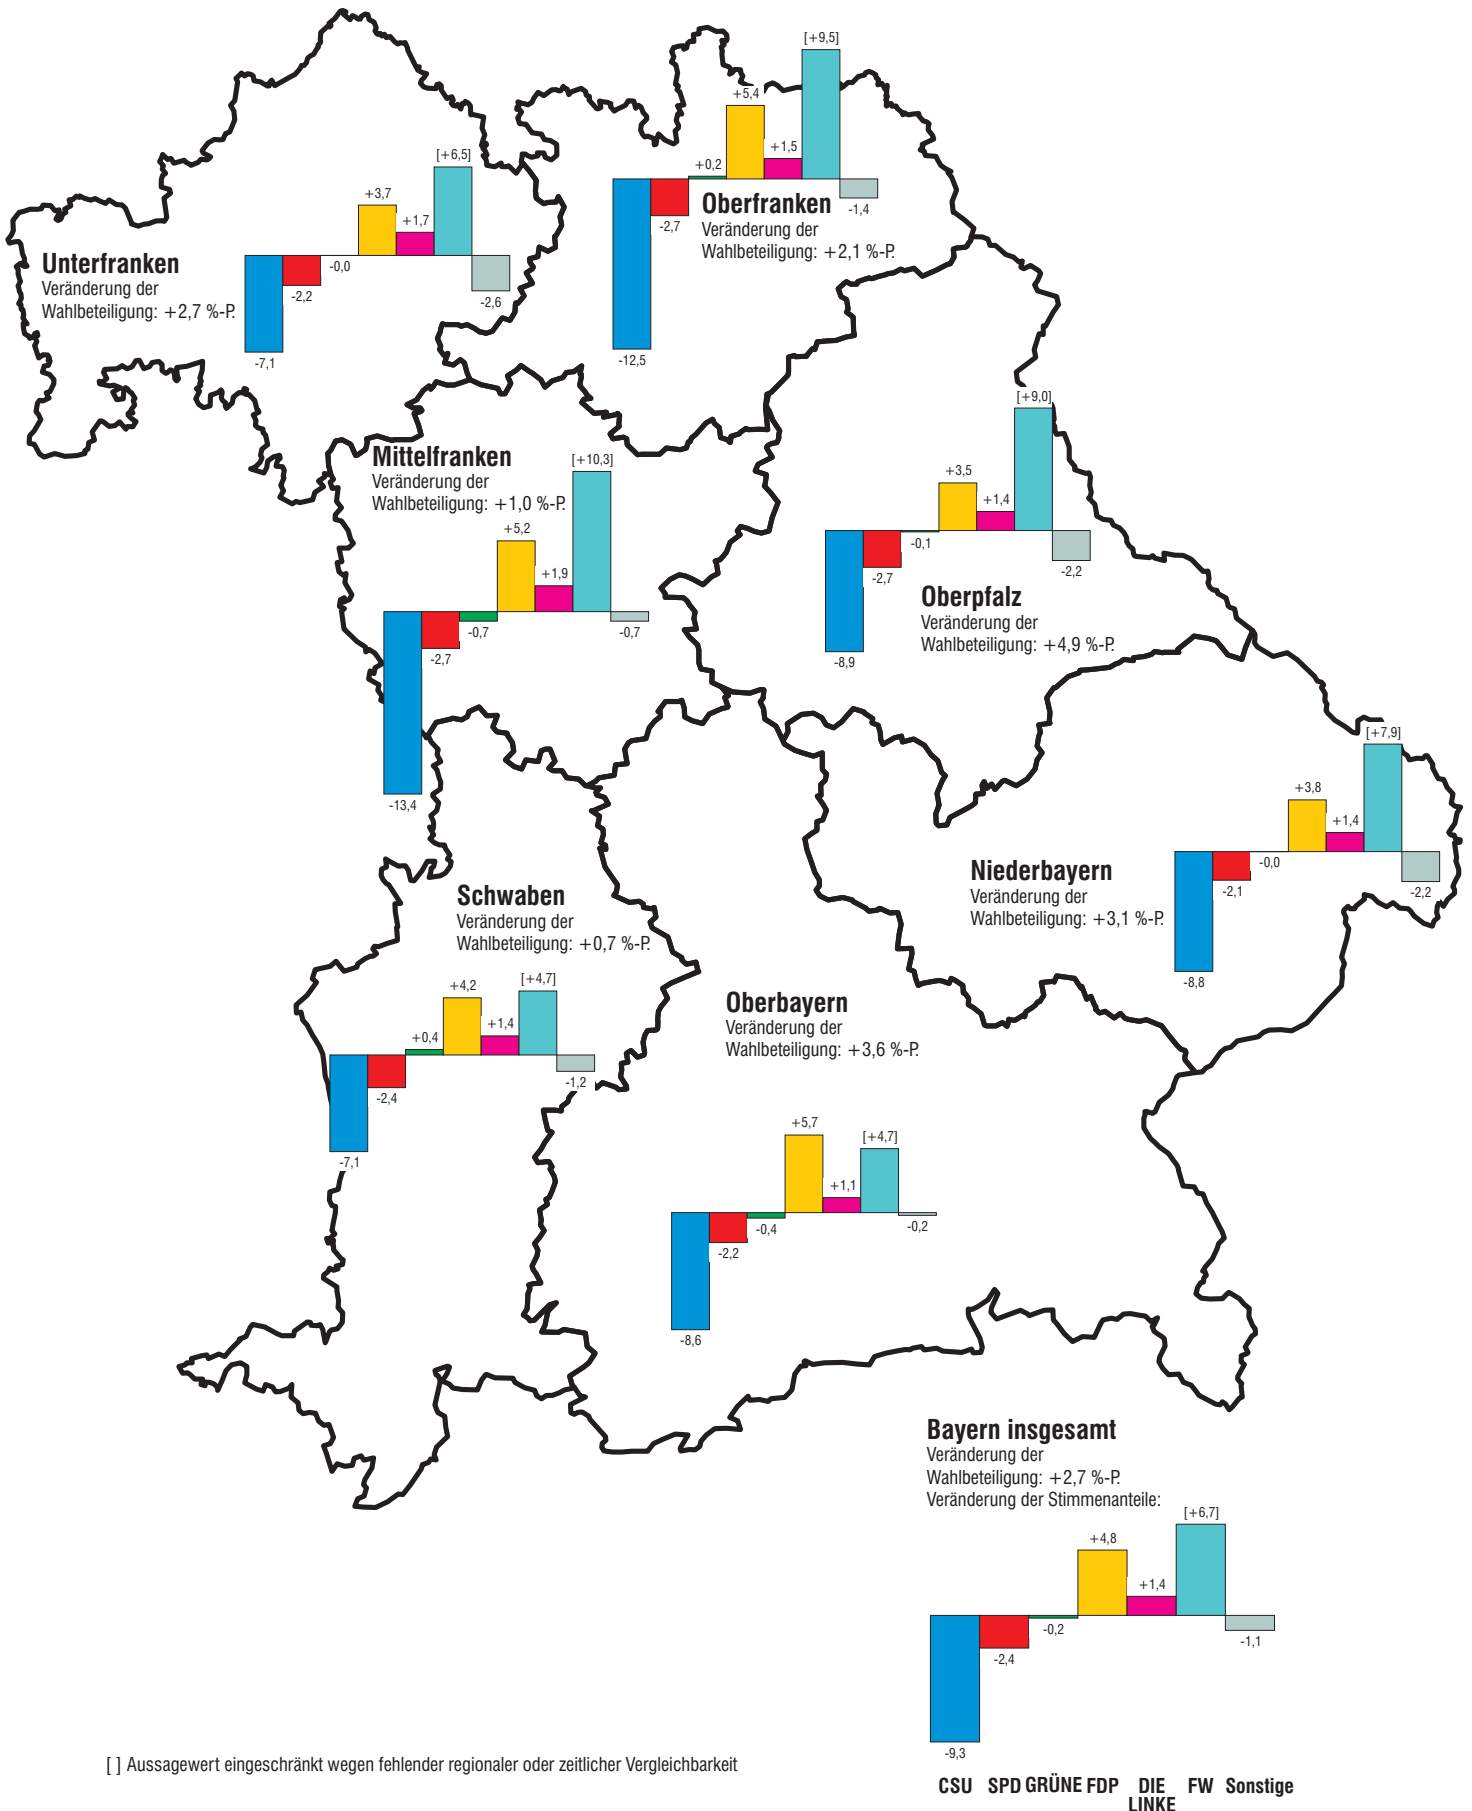 [+9,5]
+5,4
+1,5
+0,2
Oberfranken
Veränderung der
Wahlbeteiligung: +2,1 %-P.
-2,7
-1,4
-12,5
[+6,5]
+3,7
+1,7
Unterfranken
Veränderung der
Wahlbeteiligung: +2,7 %-P.
-0,0
-2,2
-2,6
-7,1
Mittelfranken
Veränderung der
Wahlbeteiligung: +1,0 %-P.
[+10,3]
+5,2
+1,9
-0,7
-0,7
-2,7
-13,4
[+9,0]
+3,5
+1,4
-0,1
-2,7
-2,2
-8,9
Oberpfalz
Veränderung der
Wahlbeteiligung: +4,9 %-P.
[+7,9]
+3,8
+1,4
-0,0
-2,1
-2,2
-8,8
Niederbayern
Veränderung der
Wahlbeteiligung: +3,1 %-P.
Schwaben
Veränderung der
Wahlbeteiligung: +0,7 %-P.
[+4,7]
+4,2
+1,4
+0,4
-2,4
-1,2
-7,1
Oberbayern
Veränderung der
Wahlbeteiligung: +3,6 %-P.
+5,7
[+4,7]
+1,1
-0,4
-0,2
-2,2
-8,6
Bayern insgesamt
Veränderung der
Wahlbeteiligung: +2,7 %-P.
Veränderung der Stimmenanteile:
[+6,7]
+4,8
+1,4
-0,2
-2,4
-1,1
-9,3
[ ] Aussagewert eingeschränkt wegen fehlender regionaler oder zeitlicher Vergleichbarkeit
CSU SPD GRÜNE FDP DIE FW Sonstige
LINKE